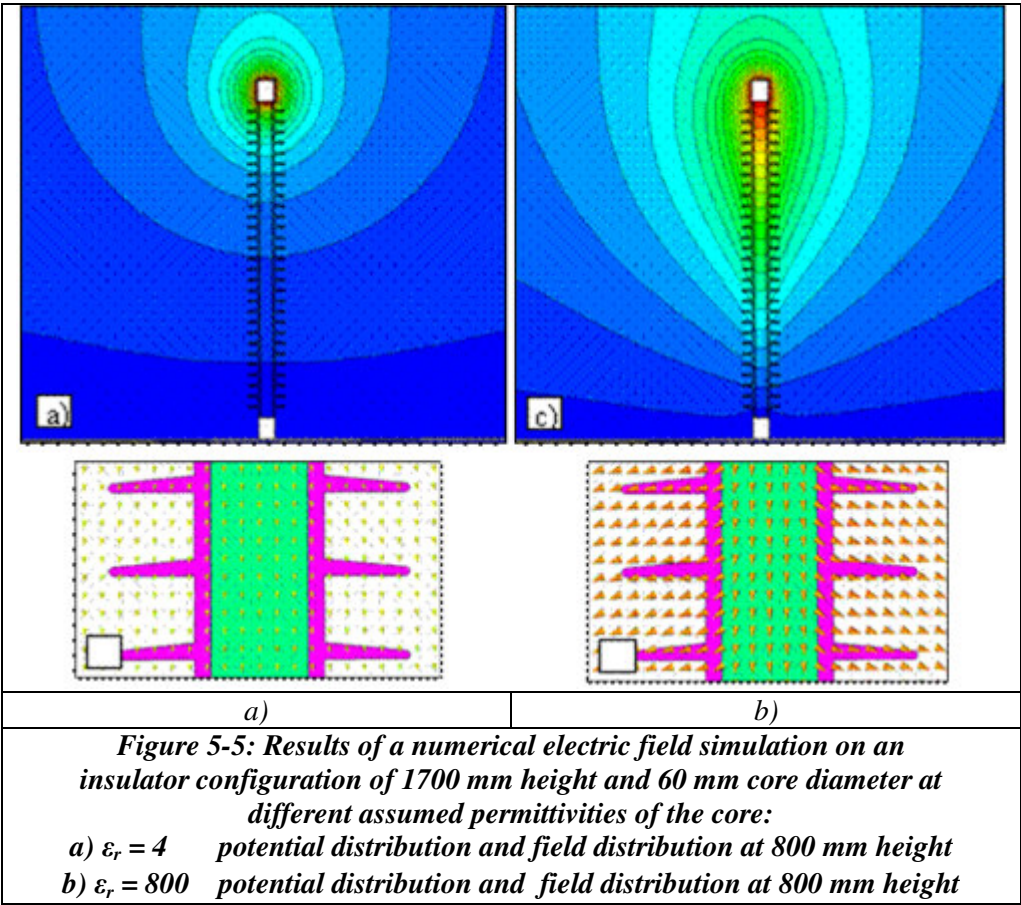 a)
c)
a)
b)
Figure 5-5: Results of a numerical electric field simulation on an
insulator configuration of 1700 mm height and 60 mm core diameter at
different assumed permittivities of the core:
a) εr = 4 potential distribution and field distribution at 800 mm height
b) εr = 800 potential distribution and field distribution at 800 mm height